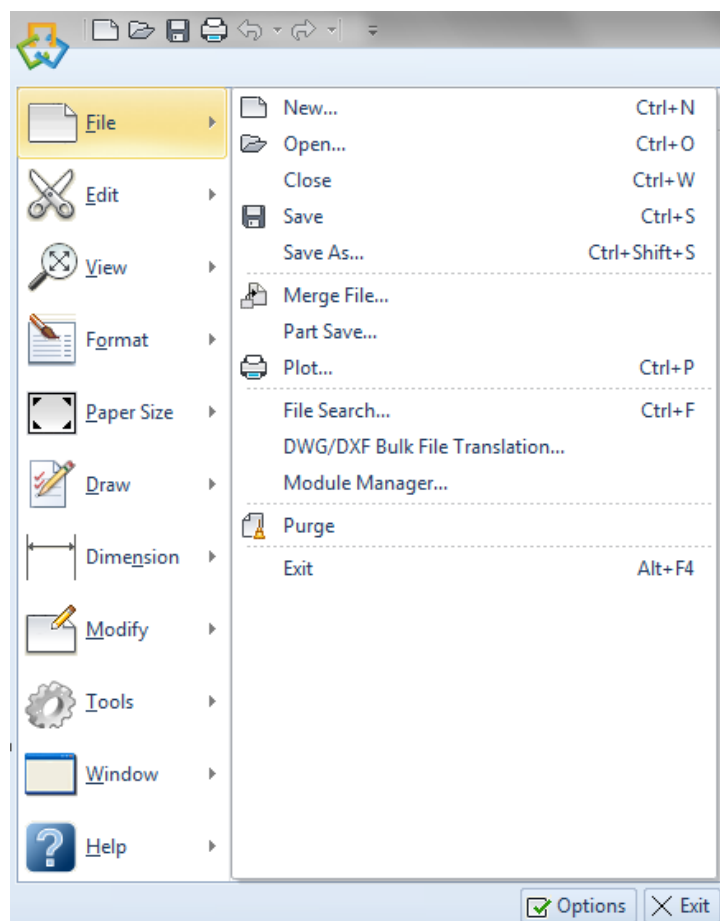 File
Edit
View
Format
Paper Size
Draw
Dimension
Modify
Tools
Window
Help
New... Ctrl+N
Open... Ctrl+O
Close Ctrl+W
Save Ctrl+S
Save As... Ctrl+Shift+S
Merge File...
Part Save...
Plot... Ctrl+P
File Search... Ctrl+F
DWG/DXF Bulk File Translation...
Module Manager...
Purge
Exit Alt+F4
Options Exit